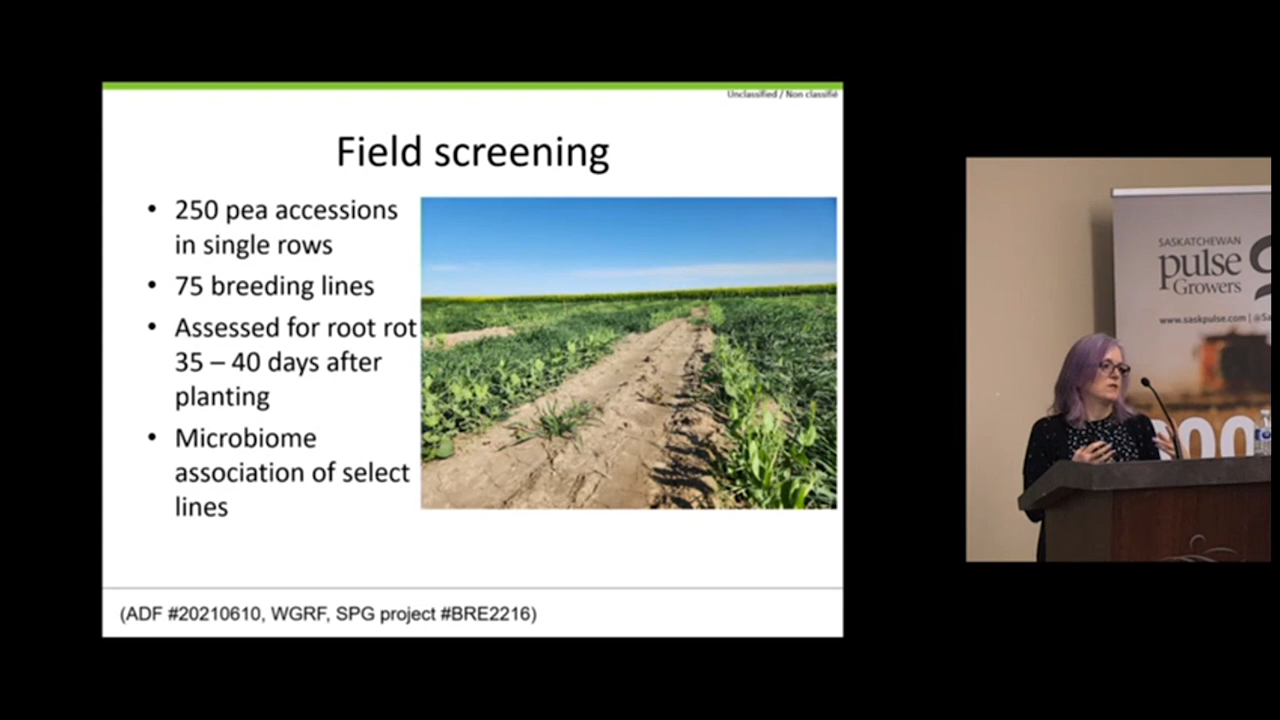 Unclassified / Non classifié
Field screening
• 250 pea accessions
in single rows
• 75 breeding lines
• Assessed for root rot
35 – 40 days after
planting
• Microbiome
association of select
lines
(ADF #20210610, WGRF, SPG project #BRE2216)
SASKATCHEWAN
pulse
Growers
www.saskpulse.com |